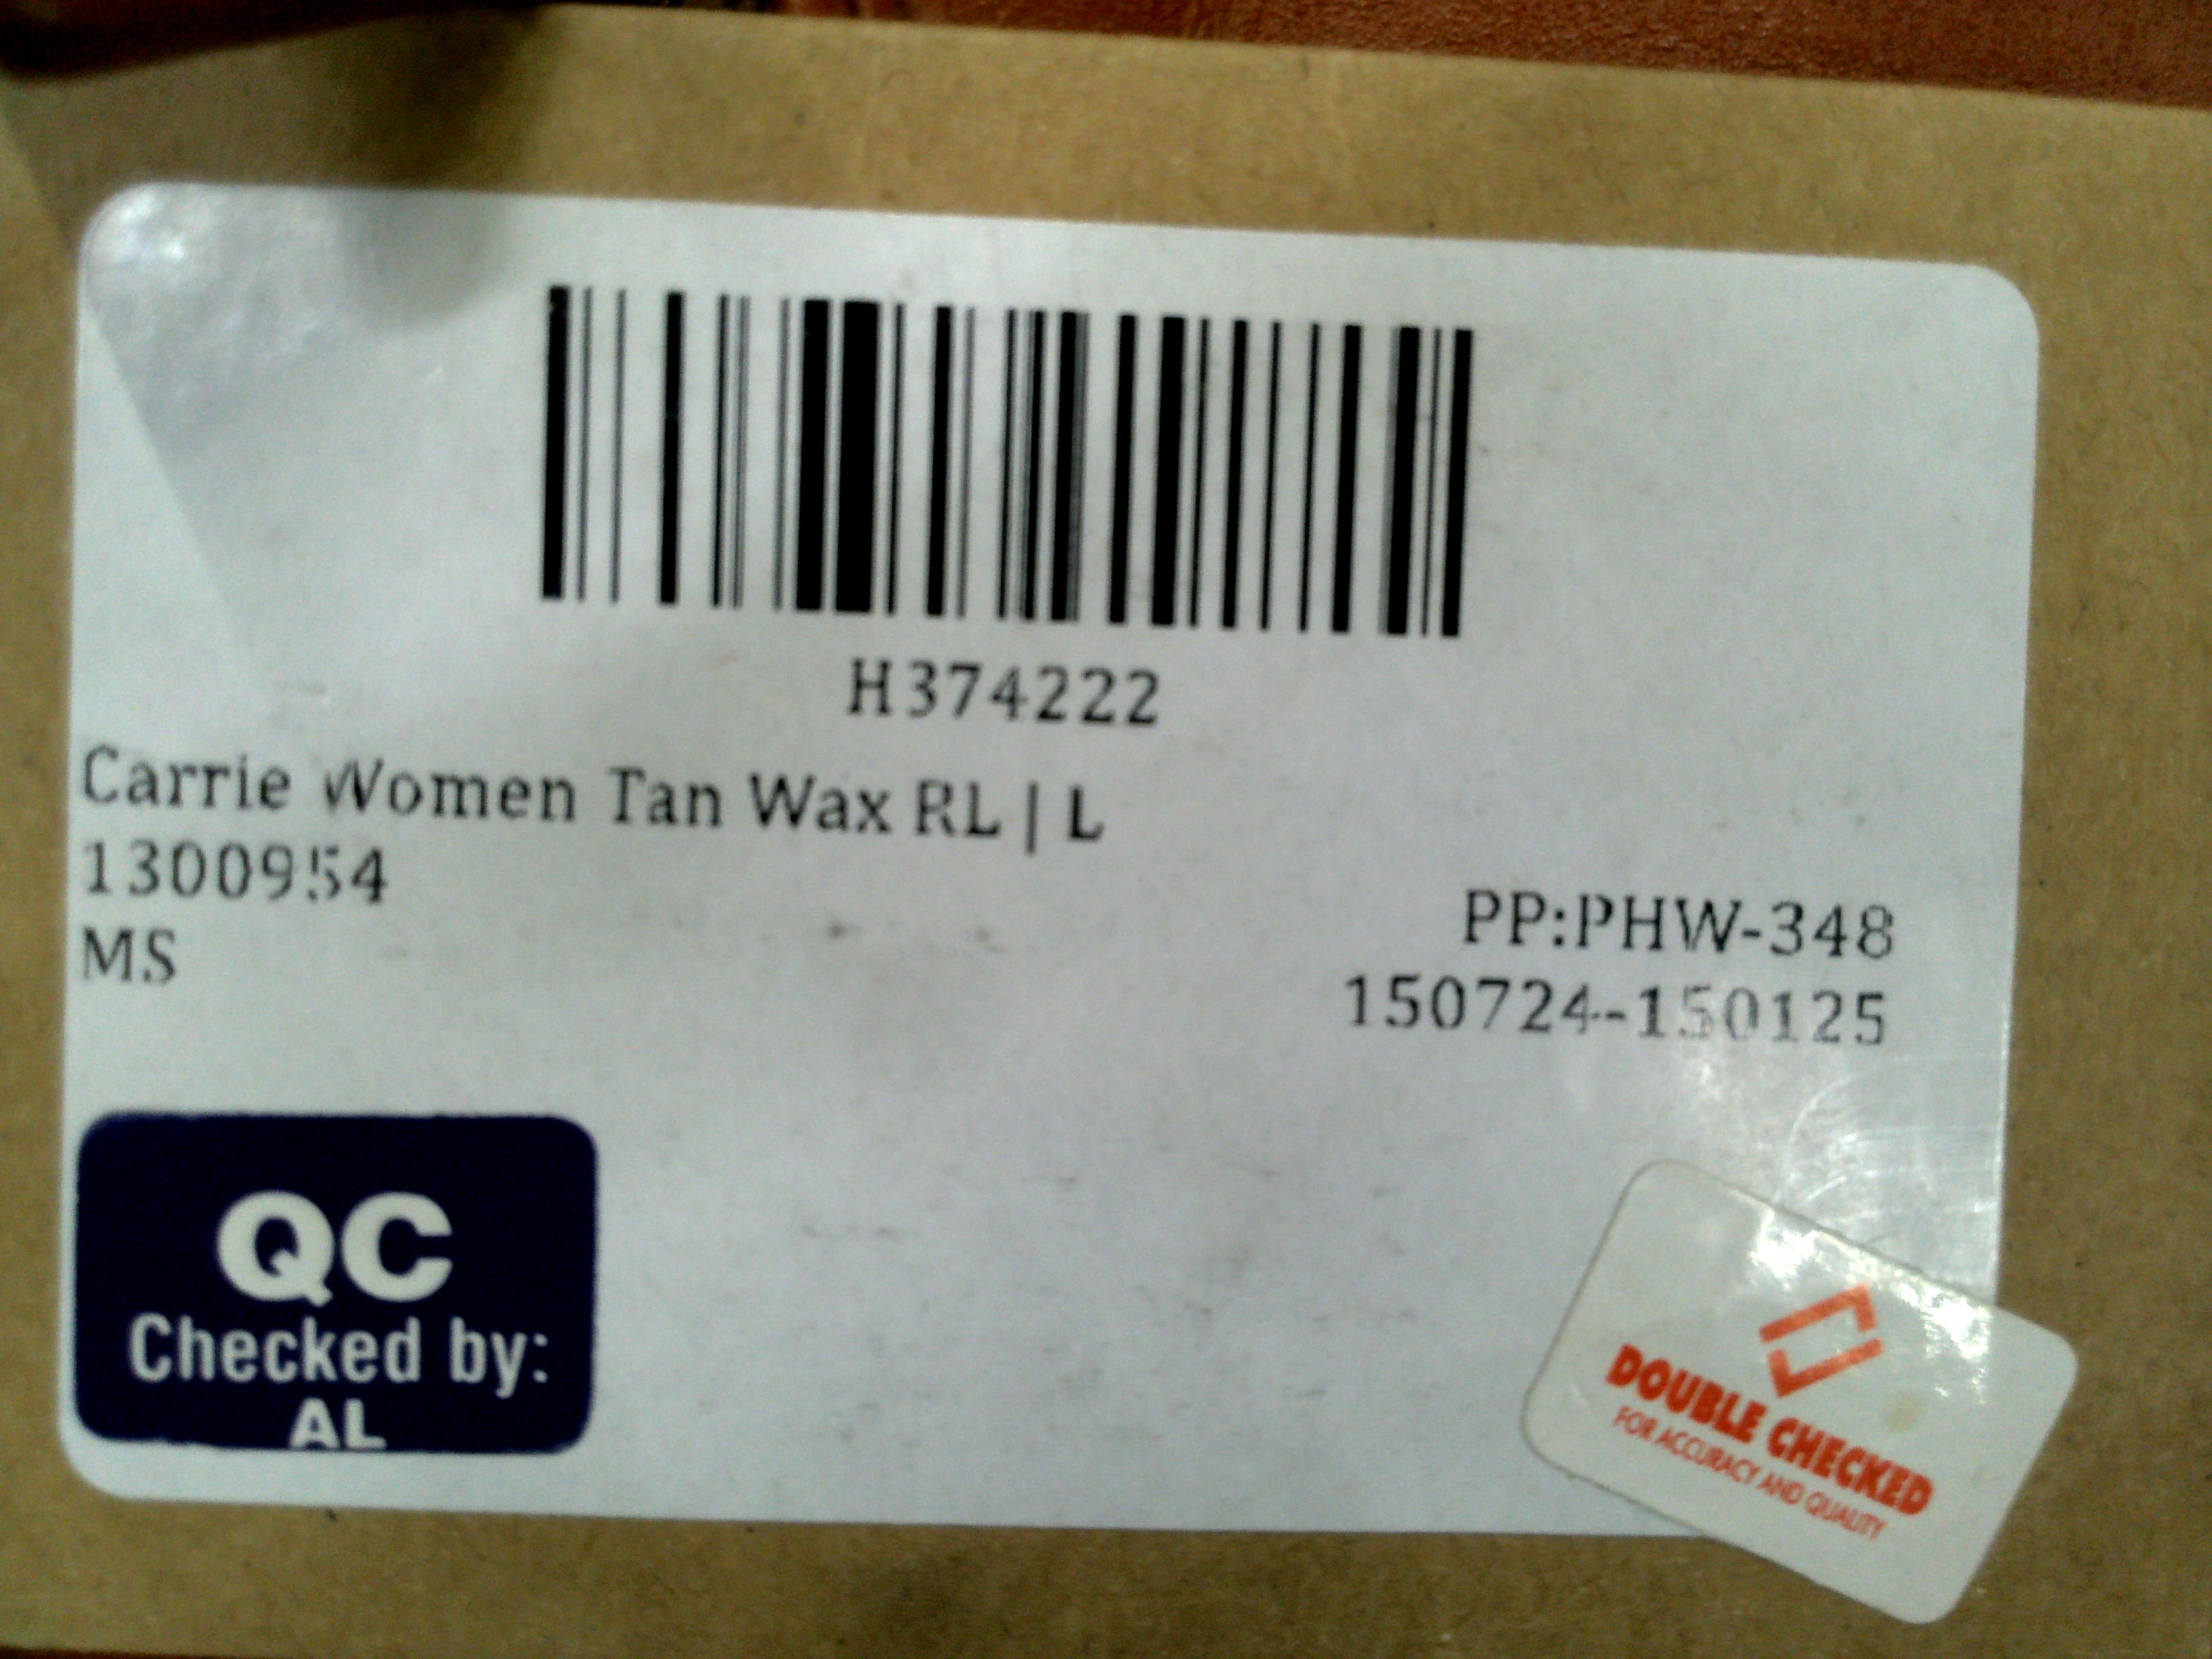 H374222
Carrie Women Tan Wax RL | L
1300954
MS
PP:PHW-348
150724-150125
QC
Checked by:
AL
DOUBLE CHECKED
FOR ACCURACY AND QUALITY